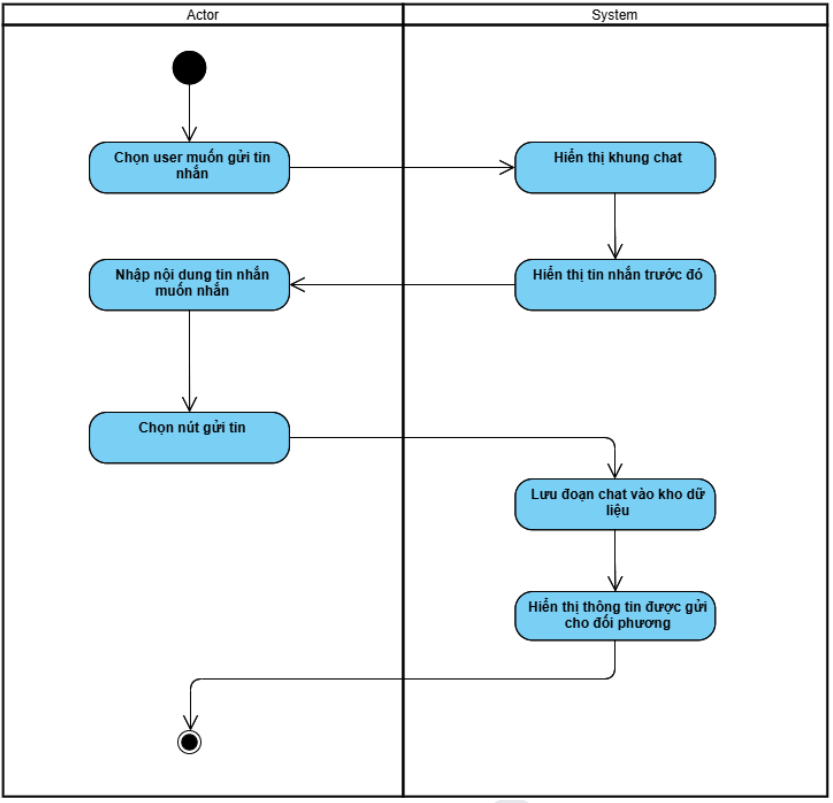 Actor
System
Chọn user muốn gửi tin
nhắn
Hiển thị khung chat
Nhập nội dung tin nhắn
muốn nhắn
Hiển thị tin nhắn trước đó
Chọn nút gửi tin
Lưu đoạn chat vào kho dữ
liệu
Hiển thị thông tin được gửi
cho đối phương